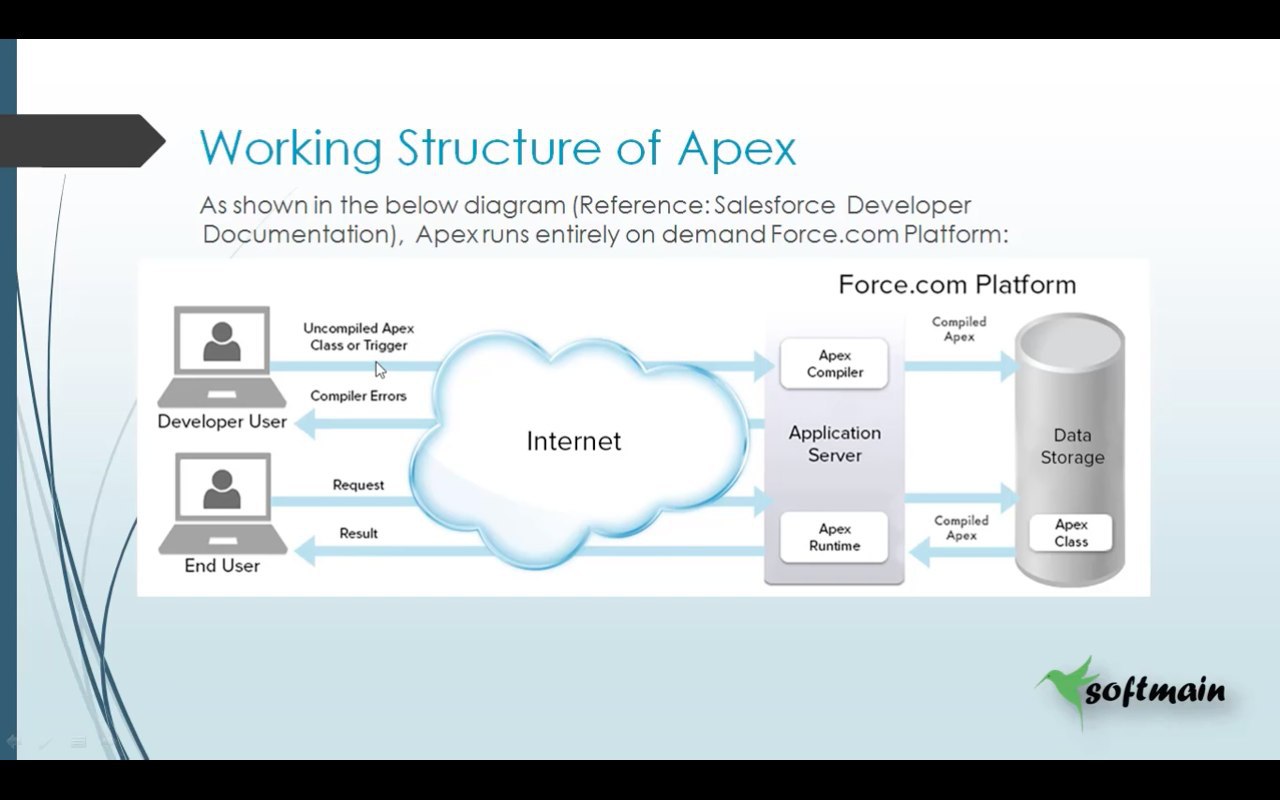 Working Structure of Apex
As shown in the below diagram (Reference: Salesforce Developer
Documentation), Apex runs entirely on demand Force.com Platform:
Force.com Platform
Uncompiled Apex
Class or Trigger
Compiler Errors
Developer User
Request
Result
End User
Internet
Apex
Compiler
Application
Server
Apex
Runtime
Compiled
Apex
Compiled
Apex
Data
Storage
Apex
Class
softmain